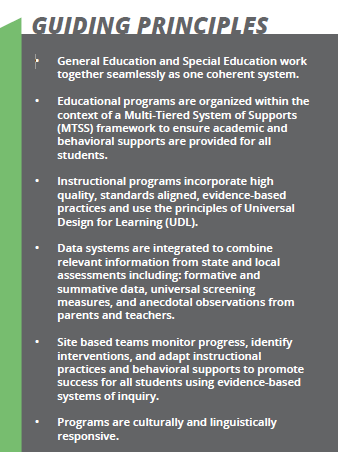 GUIDING PRINCIPLES
• General Education and Special Education work
together seamlessly as one coherent system.
• Educational programs are organized within the
context of a Multi-Tiered System of Supports
(MTSS) framework to ensure academic and
behavioral supports are provided for all
students.
• Instructional programs incorporate high
quality, standards aligned, evidence-based
practices and use the principles of Universal
Design for Learning (UDL).
• Data systems are integrated to combine
relevant information from state and local
assessments including: formative and
summative data, universal screening
measures, and anecdotal observations from
parents and teachers.
• Site based teams monitor progress, identify
interventions, and adapt instructional
practices and behavioral supports to promote
success for all students using evidence-based
systems of inquiry.
• Programs are culturally and linguistically
responsive.